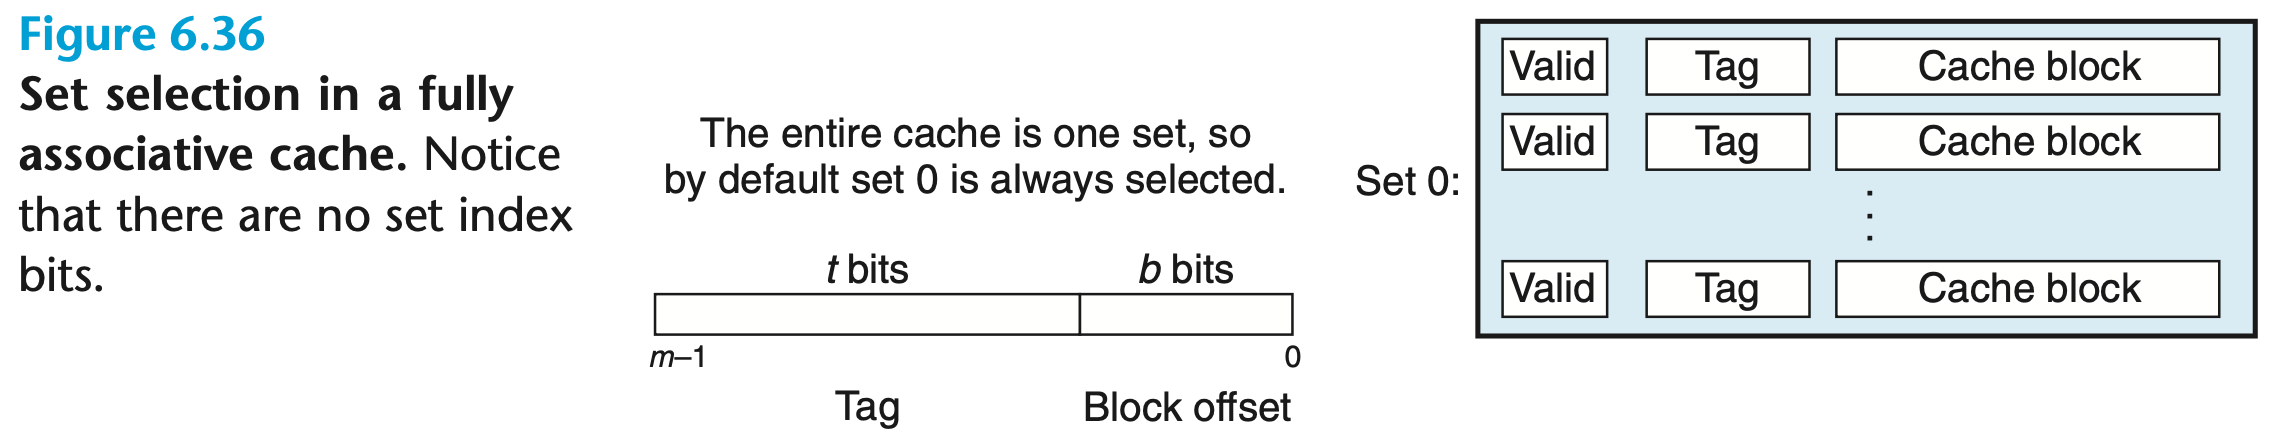 Figure 6.36
Set selection in a fully
associative cache. Notice
that there are no set index
bits.
The entire cache is one set, so
by default set 0 is always selected.
t bits b bits
m–1 0
Tag Block offset
Set 0:
Valid Tag Cache block
Valid Tag Cache block
Valid Tag Cache block